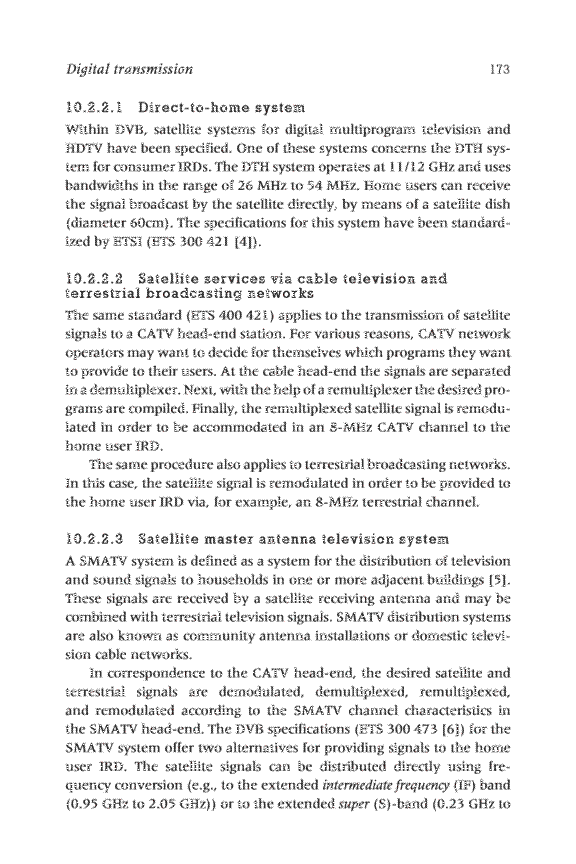 Digital transmission 173
10.2.2.1 Direct-to-home system
Within DVB, satellite systems for digital multiprogram television and
HDTV have been specified. One of these systems concerns the DTH sys-
tem for consumer IRDs. The DTH system operates at 11/12 GHz and uses
bandwidths in the range of 26 MHz to 54 MHz. Home users can receive
the signal broadcast by the satellite directly, by means of a satellite dish
(diameter 60cm). The specifications for this system have been standard-
ized by ETSI (ETS 300 421 [4]).
10.2.2.2 Satellite services via cable television and
terrestrial broadcasting networks
The same standard (ETS 400 421) applies to the transmission of satellite
signals to a CATV head-end station. For various reasons, CATV network
operators may want to decide for themselves which programs they want
to provide to their users. At the cable head-end the signals are separated
in a demultiplexer. Next, with the help of a remultiplexer the desired pro-
grams are compiled. Finally, the remultiplexed satellite signal is remodu-
lated in order to be accommodated in an 8-MHz CATV channel to the
home user IRD.
The same procedure also applies to terrestrial broadcasting networks.
In this case, the satellite signal is remodulated in order to be provided to
the home user IRD via, for example, an 8-MHz terrestrial channel.
10.2.2.3 Satellite master antenna television system
A SMATV system is defined as a system for the distribution of television
and sound signals to households in one or more adjacent buildings [5].
These signals are received by a satellite receiving antenna and may be
combined with terrestrial television signals. SMATV distribution systems
are also known as community antenna installations or domestic televi-
sion cable networks.
In correspondence to the CATV head-end, the desired satellite and
terrestrial signals are demodulated, demultiplexed, remultiplexed,
and remodulated according to the SMATV channel characteristics in
the SMATV head-end. The DVB specifications (ETS 300 473 [6]) for the
SMATV system offer two alternatives for providing signals to the home
user IRD. The satellite signals can be distributed directly using fre-
quency conversion (e.g., to the extended intermediate frequency (IF) band
(0.95 GHz to 2.05 GHz)) or to the extended super (S)-band (0.23 GHz to